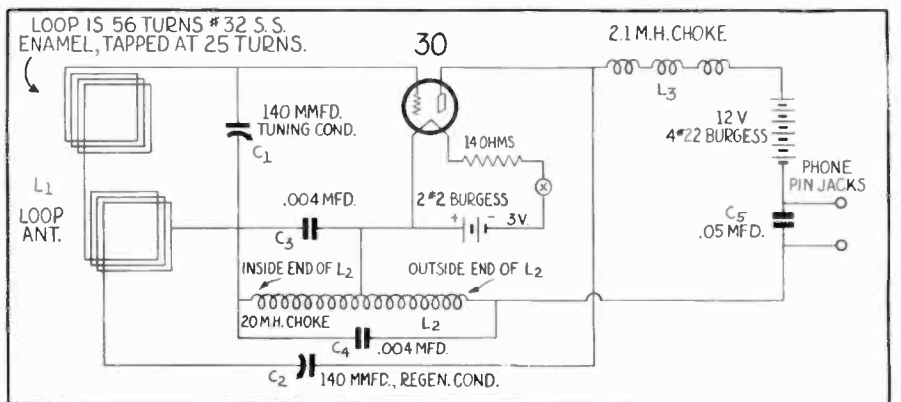 LOOP IS 56 TURNS #32 S.S.
ENAMEL, TAPPED AT 25 TURNS.
30
2.1 M.H. CHOKE
L3
140 MMFD.
TUNING COND.
C1
14 OHMS
12 V
4 #22 BURGESS
PHONE
PIN JACKS
L1
LOOP
ANT.
.004 MFD.
C3
2 #2 BURGESS
+ - 3V.
C5
.05 MFD.
INSIDE END OF L2
OUTSIDE END OF L2
20 M.H. CHOKE
L2
C4
.004 MFD.
C2
140 MMFD., REGEN. COND.